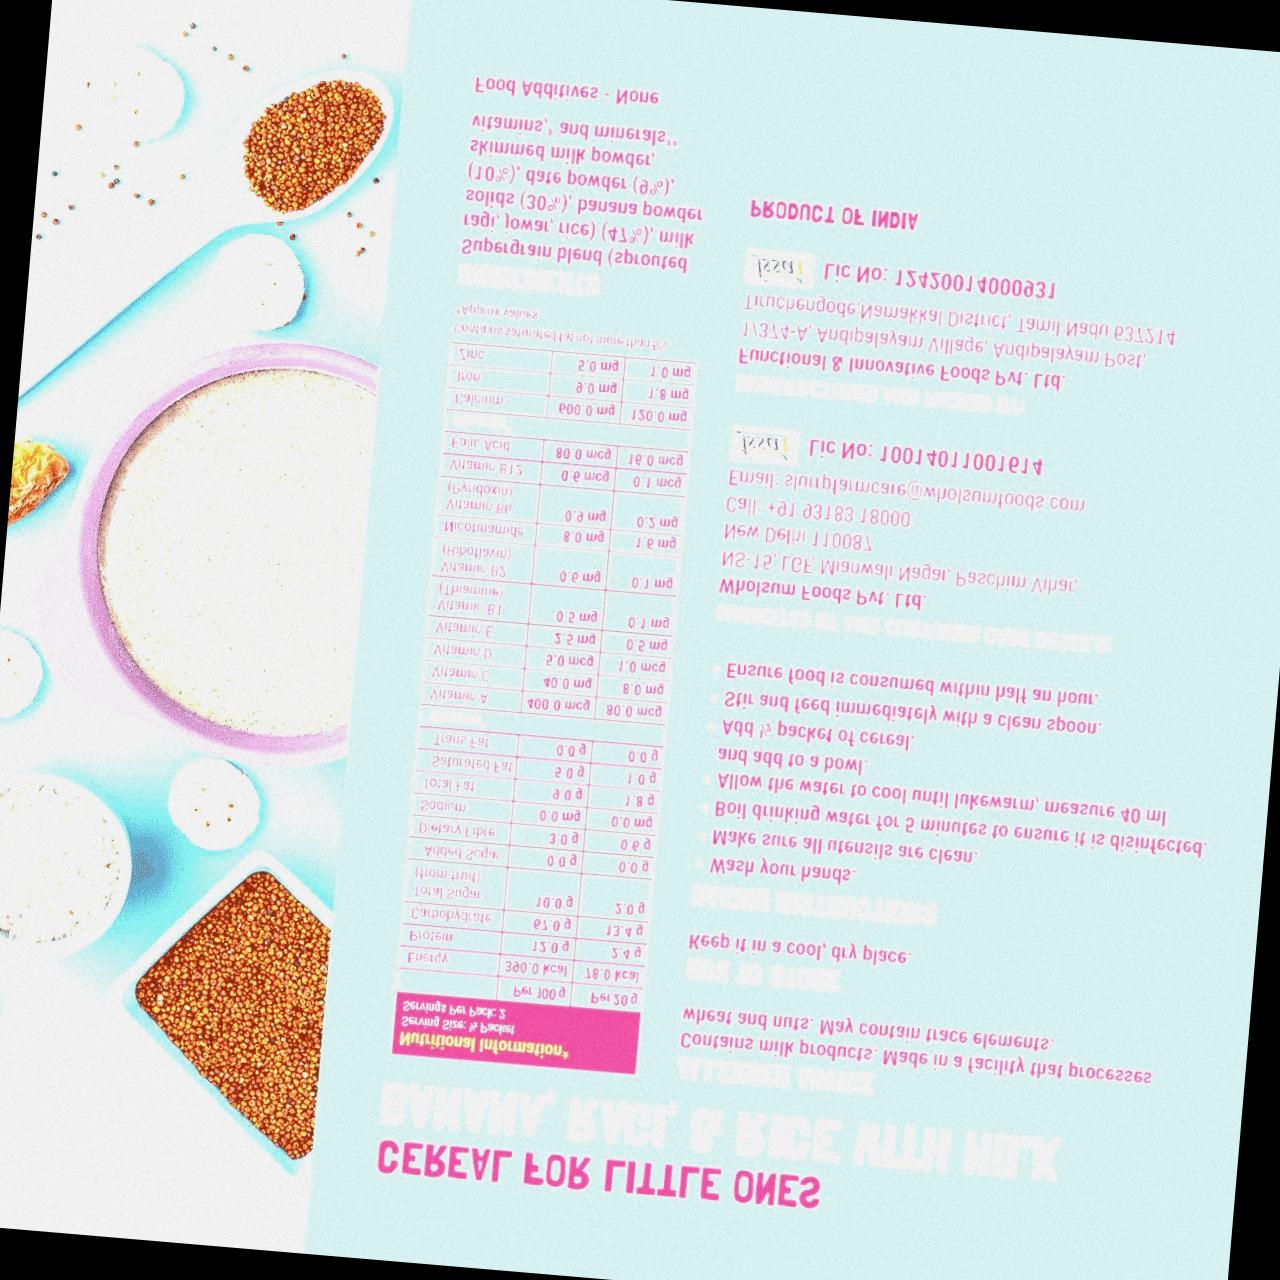 CEREAL FOR LITTLE ONES
BANANA, RAGI, & RICE WITH MILK
Nutritional Information*
Serving Size: ½ Packet
Servings Per Pack: 2
Per 100 g Per 20 g
Energy 390.0 kcal 78.0 kcal
Protein 12.0 g 2.4 g
Carbohydrate 67.0 g 13.4 g
Total Sugar 10.0 g 2.0 g
(from fruit)
Added Sugar 0.0 g 0.0 g
Dietary Fibre 3.0 g 0.6 g
Sodium 0.0 mg 0.0 mg
Total Fat 9.0 g 1.8 g
Saturated Fat 5.0 g 1.0 g
Trans Fat 0.0 g 0.0 g
Vitamin A 400.0 mcg 80.0 mcg
Vitamin C 40.0 mg 8.0 mg
Vitamin D 5.0 mcg 1.0 mcg
Vitamin E 2.5 mg 0.5 mg
Vitamin B1 0.5 mg 0.1 mg
(Thiamine)
Vitamin B2 0.6 mg 0.1 mg
(Riboflavin)
Nicotinamide 8.0 mg 1.6 mg
Vitamin B6 0.9 mg 0.2 mg
(Pyridoxin)
Vitamin B12 0.6 mcg 0.1 mcg
Folic Acid 80.0 mcg 16.0 mcg
Calcium 600.0 mg 120.0 mg
Iron 9.0 mg 1.8 mg
Zinc 5.0 mg 1.0 mg
Contains saturated fat not more than 5%
*Approx values
INGREDIENTS
Supergrain blend (sprouted
ragi, jowar, rice) (47%), milk
solids (30%), banana powder
(10%), date powder (9%),
skimmed milk powder,
vitamins,^ and minerals^^
Food Additives - None
ALLERGEN ADVICE
Contains milk products. Made in a facility that processes
wheat and nuts. May contain trace elements.
HOW TO STORE
Keep it in a cool, dry place.
MAKING INSTRUCTIONS
Wash your hands.
Make sure all utensils are clean.
Boil drinking water for 5 minutes to ensure it is disinfected.
Allow the water to cool until lukewarm, measure 40 ml
and add to a bowl.
Add ½ packet of cereal.
Stir and feed immediately with a clean spoon.
Ensure food is consumed within half an hour.
MARKETED BY AND CUSTOMER CARE DETAILS:
Wholsum Foods Pvt. Ltd.
NS-15, LGF, Mianwali Nagar, Paschim Vihar,
New Delhi 110087
Call: +91 93183 18000
Email: slurrpfarmcare@wholsumfoods.com
fssai Lic No: 10014011001614
MANUFACTURED AND PACKED BY:
Functional & Innovative Foods Pvt. Ltd.
1/374-A, Andipalayam Village, Andipalayam Post,
Tiruchengode,Namakkal District, Tamil Nadu 637214
fssai Lic No: 12420014000931
PRODUCT OF INDIA